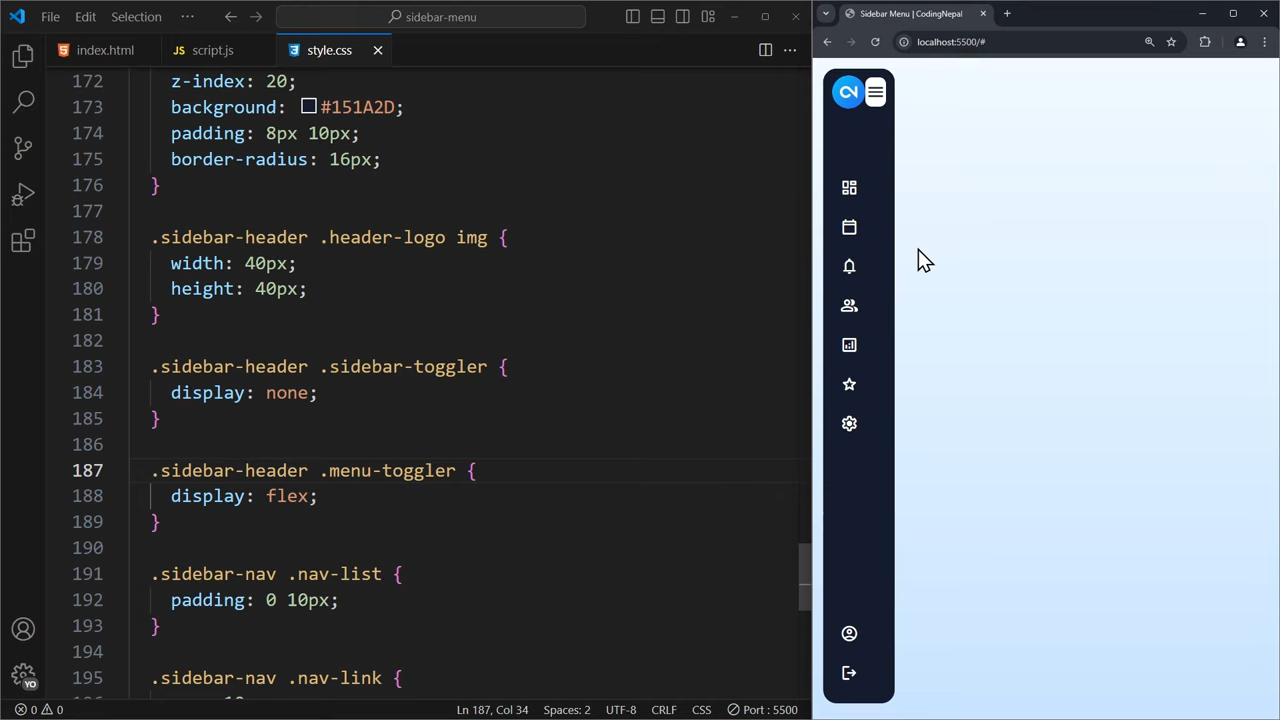 File Edit Selection ··· sidebar-menu
index.html script.js style.css
172 z-index: 20;
173 background: #151A2D;
174 padding: 8px 10px;
175 border-radius: 16px;
176 }
177
178 .sidebar-header .header-logo img {
179 width: 40px;
180 height: 40px;
181 }
182
183 .sidebar-header .sidebar-toggler {
184 display: none;
185 }
186
187 .sidebar-header .menu-toggler {
188 display: flex;
189 }
190
191 .sidebar-nav .nav-list {
192 padding: 0 10px;
193 }
194
195 .sidebar-nav .nav-link {
YO
0 0 Ln 187, Col 34 Spaces: 2 UTF-8 CRLF CSS Port : 5500
Sidebar Menu | CodingNepal
localhost:5500/#